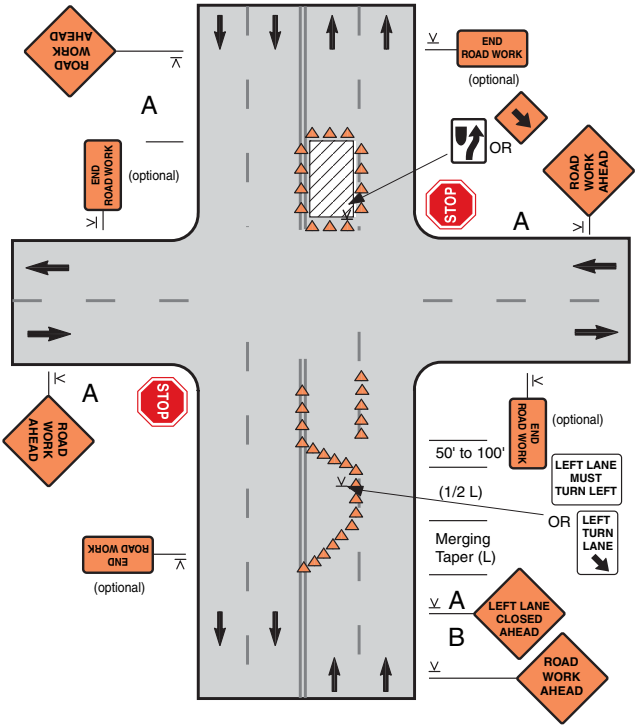 ROAD
WORK
AHEAD
A
END
ROAD WORK
(optional)
END
ROAD WORK
(optional)
OR
STOP
ROAD
WORK
AHEAD
A
A
ROAD
WORK
AHEAD
STOP
END
ROAD WORK
(optional)
END
ROAD WORK
(optional)
50' to 100'
(1/2 L)
Merging
Taper (L)
LEFT LANE
MUST
TURN LEFT
OR
LEFT
TURN
LANE
A
LEFT LANE
CLOSED
AHEAD
B
ROAD
WORK
AHEAD